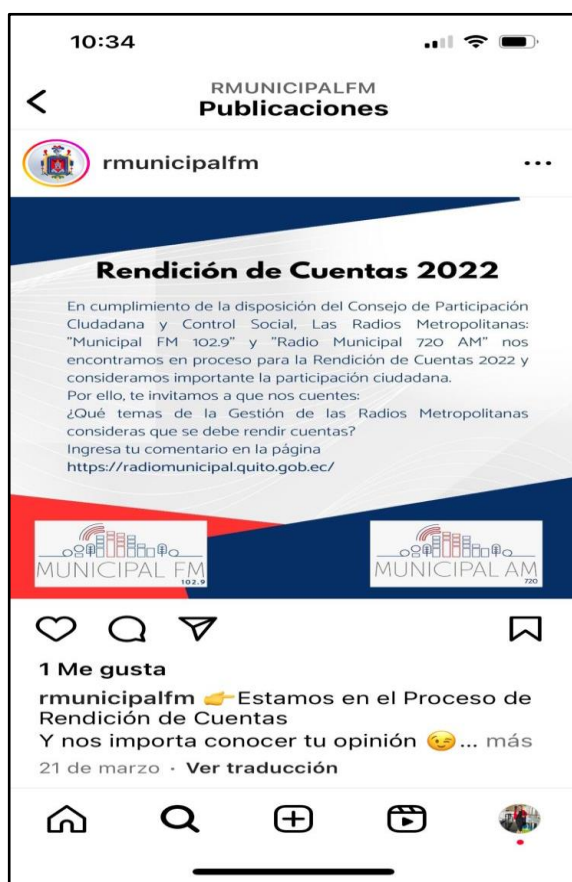 10:34
RMUNICIPALFM
Publicaciones
rmunicipalfm
Rendición de Cuentas 2022
En cumplimiento de la disposición del Consejo de Participación
Ciudadana y Control Social, Las Radios Metropolitanas:
"Municipal FM 102.9" y "Radio Municipal 720 AM" nos
encontramos en proceso para la Rendición de Cuentas 2022 y
consideramos importante la participación ciudadana.
Por ello, te invitamos a que nos cuentes:
¿Qué temas de la Gestión de las Radios Metropolitanas
consideras que se debe rendir cuentas?
Ingresa tu comentario en la página
https://radiomunicipal.quito.gob.ec/
MUNICIPAL FM
102.9
MUNICIPAL AM
720
1 Me gusta
rmunicipalfm 👉Estamos en el Proceso de
Rendición de Cuentas
Y nos importa conocer tu opinión 😉... más
21 de marzo · Ver traducción